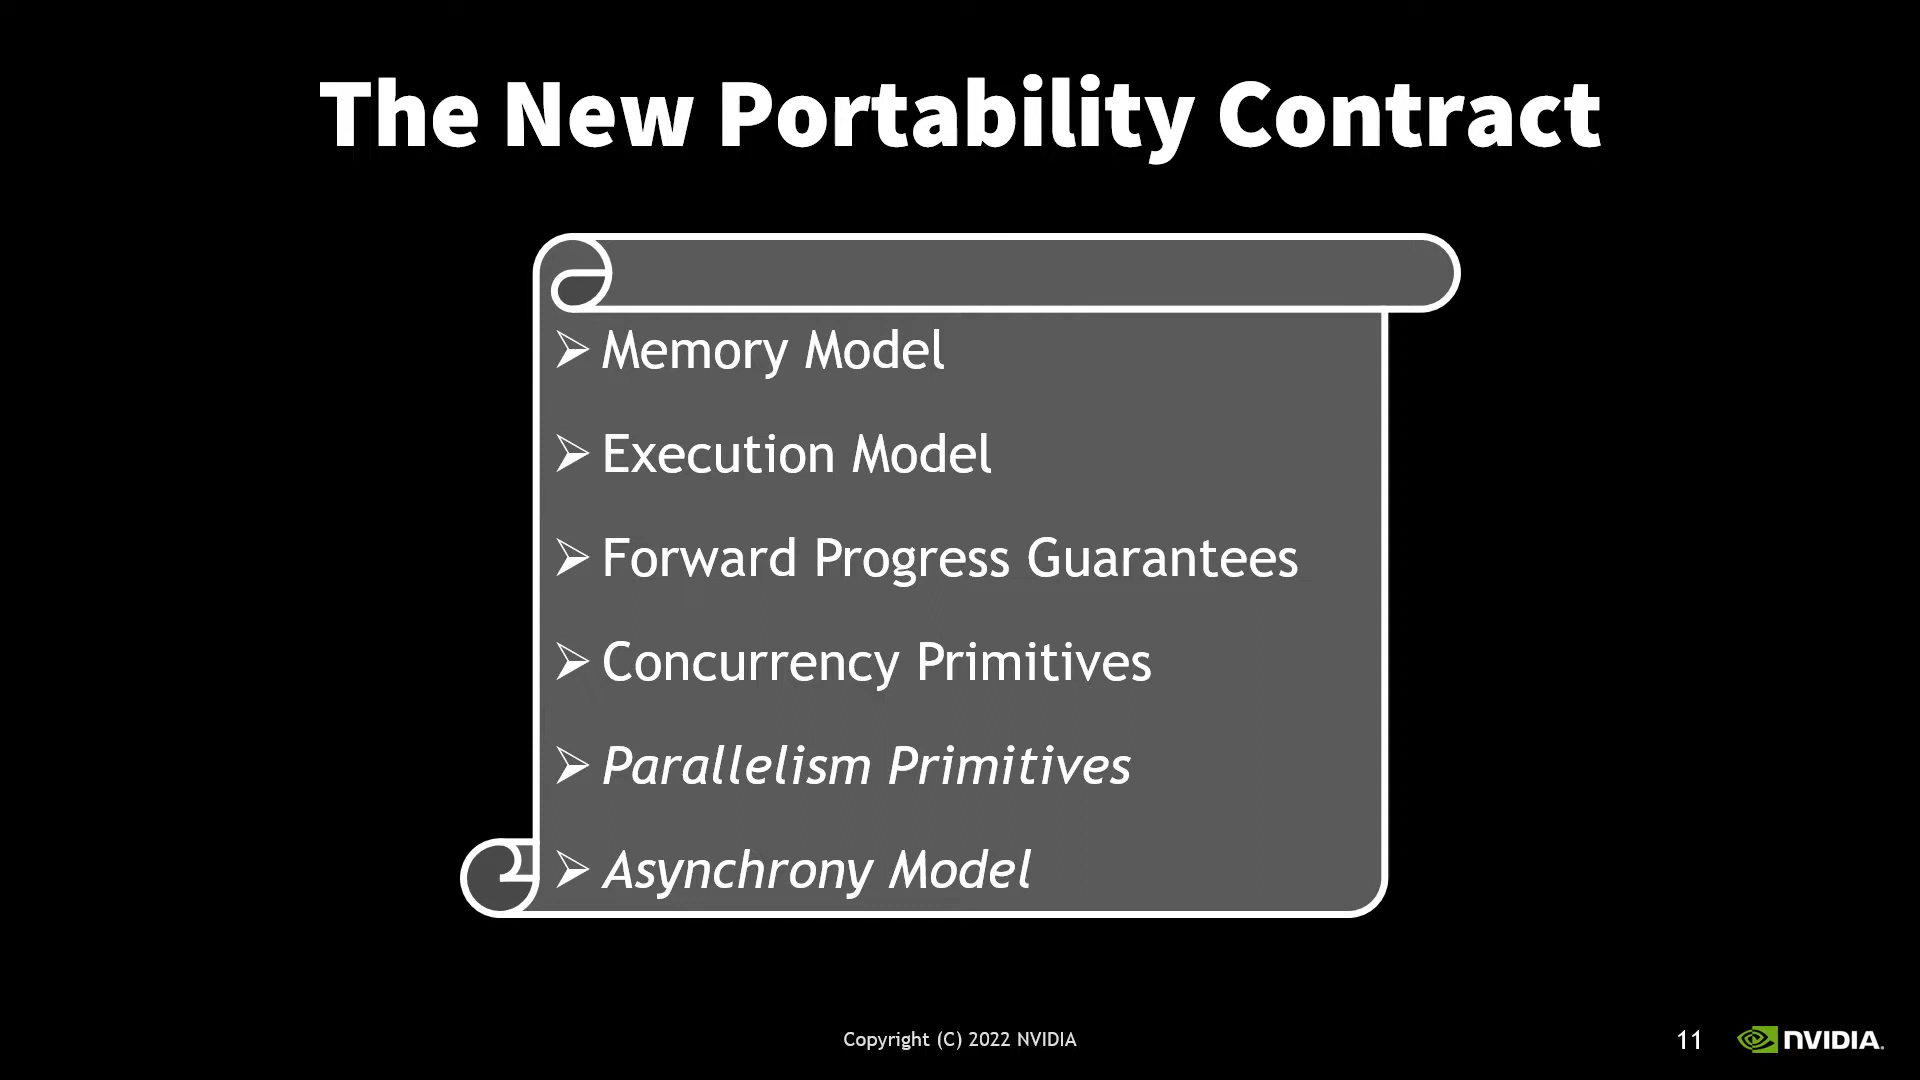 The New Portability Contract
➢ Memory Model
➢ Execution Model
➢ Forward Progress Guarantees
➢ Concurrency Primitives
➢ Parallelism Primitives
➢ Asynchrony Model
Copyright (C) 2022 NVIDIA
11
NVIDIA.